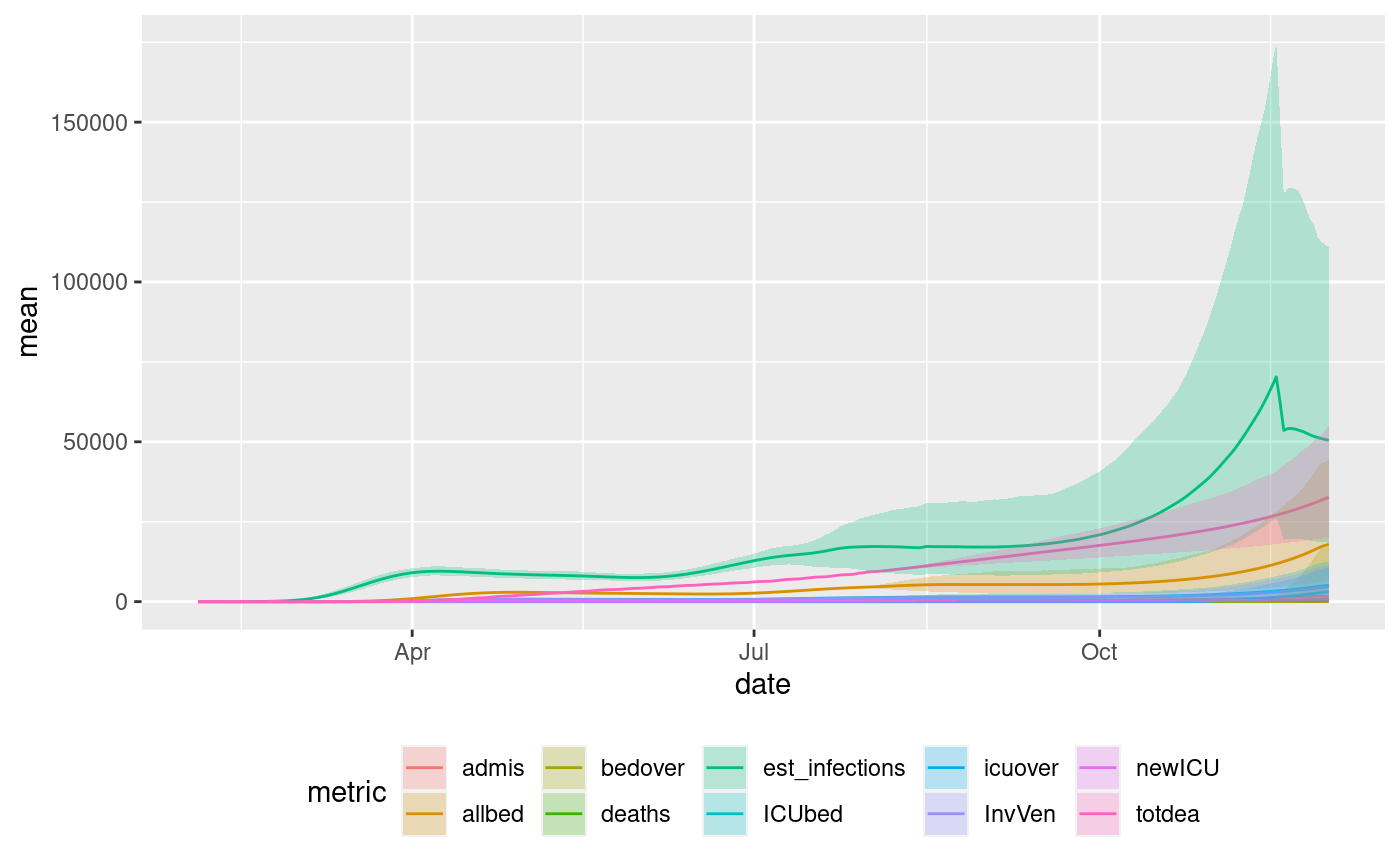 150000
100000
50000
0
mean
Apr Jul Oct
date
metric
admis bedover est_infections icuover newICU
allbed deaths ICUbed InvVen totdea